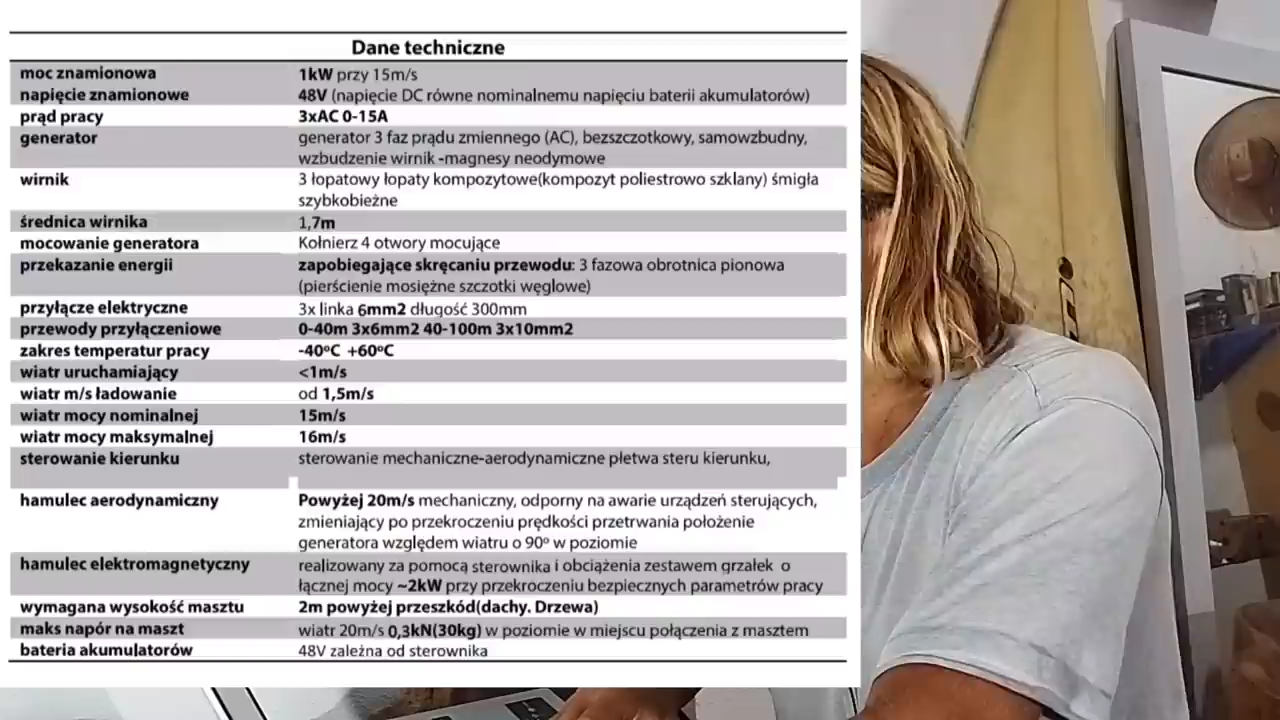 Dane techniczne
moc znamionowa 1kW przy 15m/s
napięcie znamionowe 48V (napięcie DC równe nominalnemu napięciu baterii akumulatorów)
prąd pracy 3xAC 0-15A
generator generator 3 faz prądu zmiennego (AC), bezszczotkowy, samowzbudny,
wzbudzenie wirnik -magnesy neodymowe
wirnik 3 łopatowy łopaty kompozytowe(kompozyt poliestrowo szklany) śmigła
szybkobieżne
średnica wirnika 1,7m
mocowanie generatora Kołnierz 4 otwory mocujące
przekazanie energii zapobiegające skręcaniu przewodu: 3 fazowa obrotnica pionowa
(pierścienie mosiężne szczotki węglowe)
przyłącze elektryczne 3x linka 6mm2 długość 300mm
przewody przyłączeniowe 0-40m 3x6mm2 40-100m 3x10mm2
zakres temperatur pracy -40ºC +60ºC
wiatr uruchamiający <1m/s
wiatr m/s ładowanie od 1,5m/s
wiatr mocy nominalnej 15m/s
wiatr mocy maksymalnej 16m/s
sterowanie kierunku sterowanie mechaniczne-aerodynamiczne płetwa steru kierunku,
hamulec aerodynamiczny Powyżej 20m/s mechaniczny, odporny na awarie urządzeń sterujących,
zmieniający po przekroczeniu prędkości przetrwania położenie
generatora względem wiatru o 90º w poziomie
hamulec elektromagnetyczny realizowany za pomocą sterownika i obciążenia zestawem grzałek o
łącznej mocy ~2kW przy przekroczeniu bezpiecznych parametrów pracy
wymagana wysokość masztu 2m powyżej przeszkód(dachy. Drzewa)
maks napór na maszt wiatr 20m/s 0,3kN(30kg) w poziomie w miejscu połączenia z masztem
bateria akumulatorów 48V zależna od sterownika